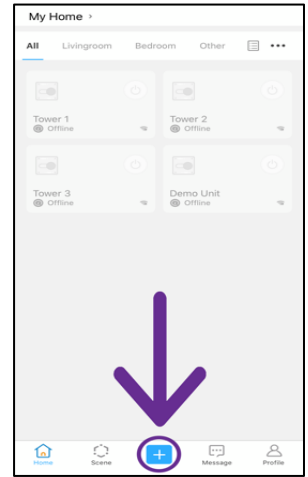 My Home >
All Livingroom Bedroom Other
Tower 1 Tower 2
Offline Offline
Tower 3 Demo Unit
Offline Offline
Home Scene Message Profile